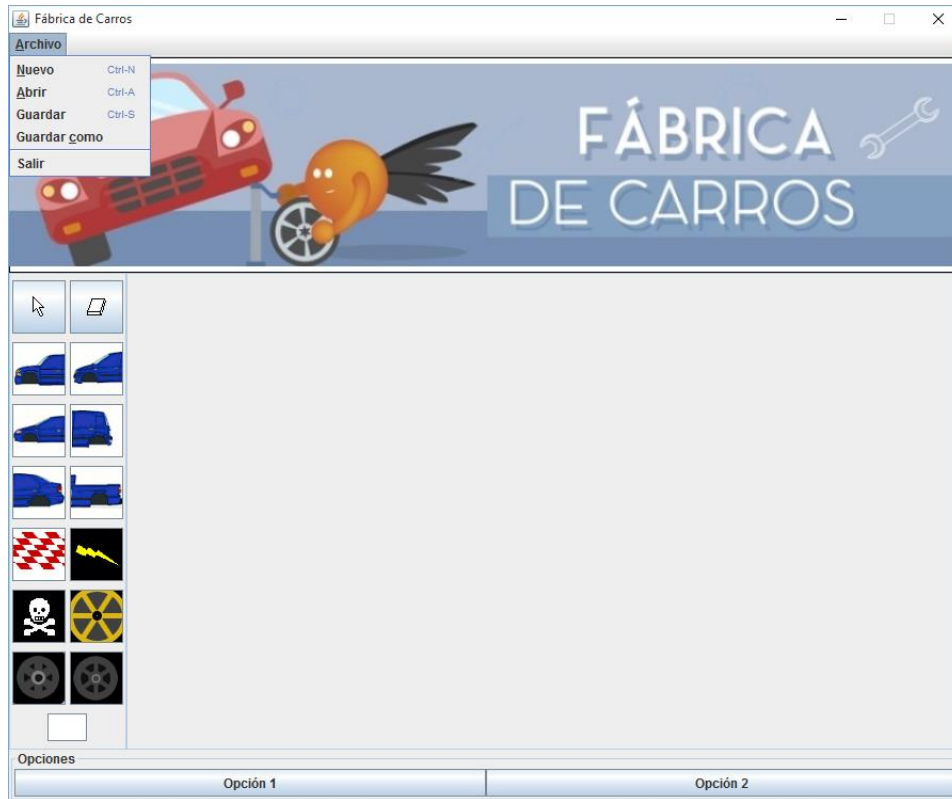 Fábrica de Carros
Archivo
Nuevo Ctrl-N
Abrir Ctrl-A
Guardar Ctrl-S
Guardar como
Salir
FÁBRICA
DE CARROS
Opciones
Opción 1 Opción 2